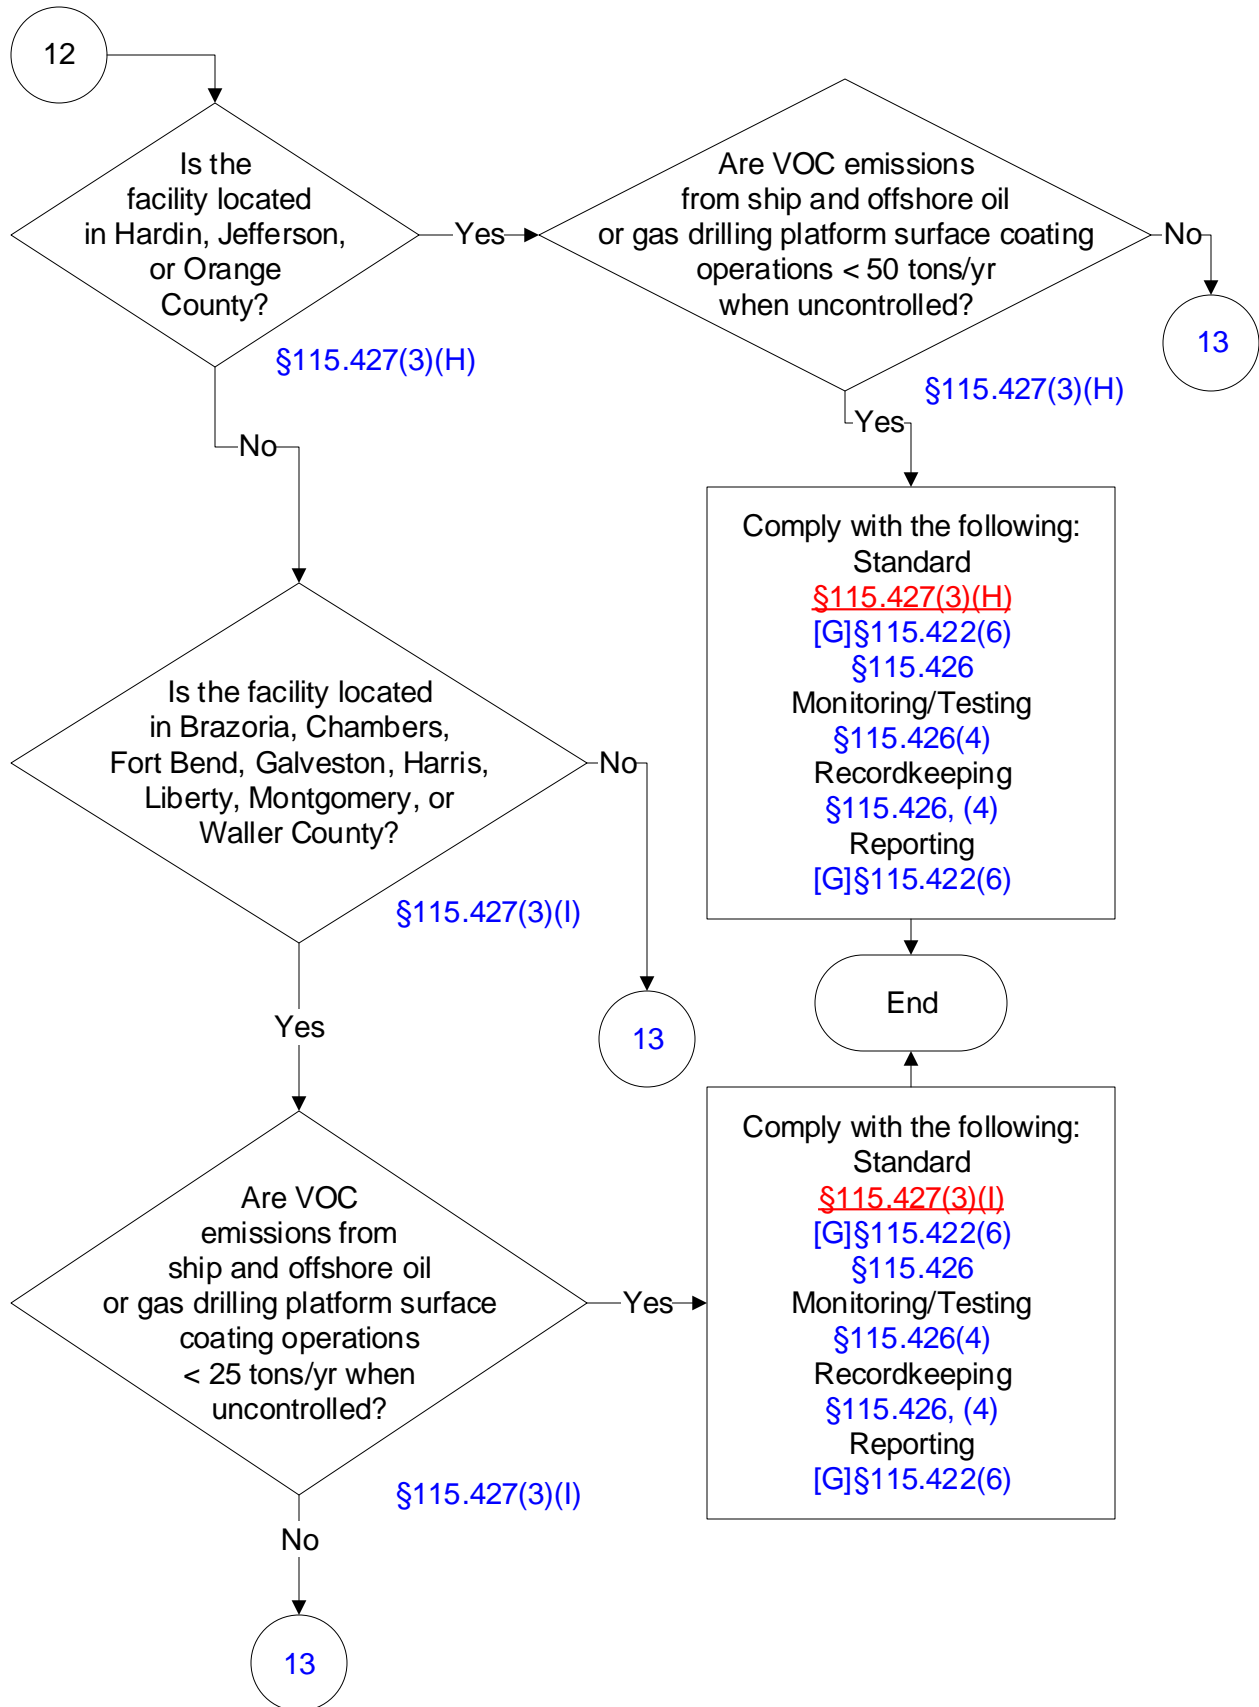 12
Is the
facility located
in Hardin, Jefferson,
or Orange
County?
§115.427(3)(H)
Yes
Are VOC emissions
from ship and offshore oil
or gas drilling platform surface coating
operations < 50 tons/yr
when uncontrolled?
§115.427(3)(H)
No
13
Yes
Comply with the following:
Standard
§115.427(3)(H)
[G]§115.422(6)
§115.426
Monitoring/Testing
§115.426(4)
Recordkeeping
§115.426, (4)
Reporting
[G]§115.422(6)
End
No
Is the facility located
in Brazoria, Chambers,
Fort Bend, Galveston, Harris,
Liberty, Montgomery, or
Waller County?
§115.427(3)(I)
No
13
Yes
Are VOC
emissions from
ship and offshore oil
or gas drilling platform surface
coating operations
< 25 tons/yr when
uncontrolled?
§115.427(3)(I)
Yes
Comply with the following:
Standard
§115.427(3)(I)
[G]§115.422(6)
§115.426
Monitoring/Testing
§115.426(4)
Recordkeeping
§115.426, (4)
Reporting
[G]§115.422(6)
No
13